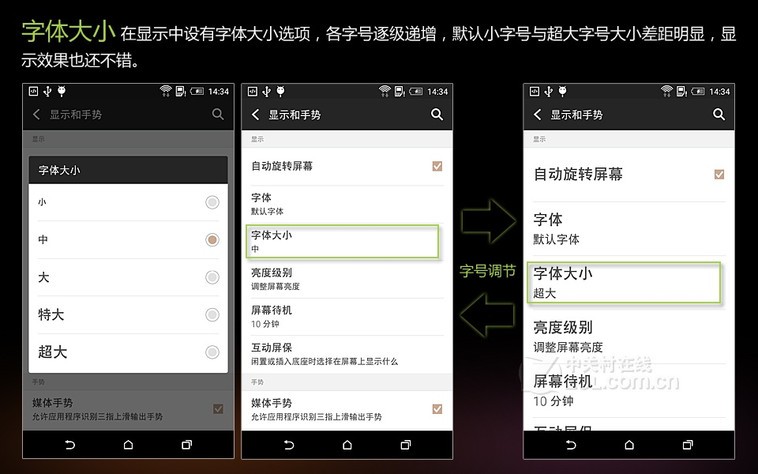 字体大小 在显示中设有字体大小选项，各字号逐级递增，默认小字号与超大字号大小差距明显，显
示效果也还不错。
14:34
显示和手势
显示
字体大小
小
中
大
特大
超大
手势
媒体手势
允许应用程序识别三指上滑输出手势
14:34
显示和手势
显示
自动旋转屏幕
字体
默认字体
字体大小
中
亮度级别
调整屏幕亮度
屏幕待机
10 分钟
互动屏保
闲置或插入底座时选择在屏幕上显示什么
手势
媒体手势
允许应用程序识别三指上滑输出手势
字号调节
14:34
显示和手势
显示
自动旋转屏幕
字体
默认字体
字体大小
超大
亮度级别
调整屏幕亮度
屏幕待机
10 分钟
互动屏保
中关村在线
ZOL.com.cn